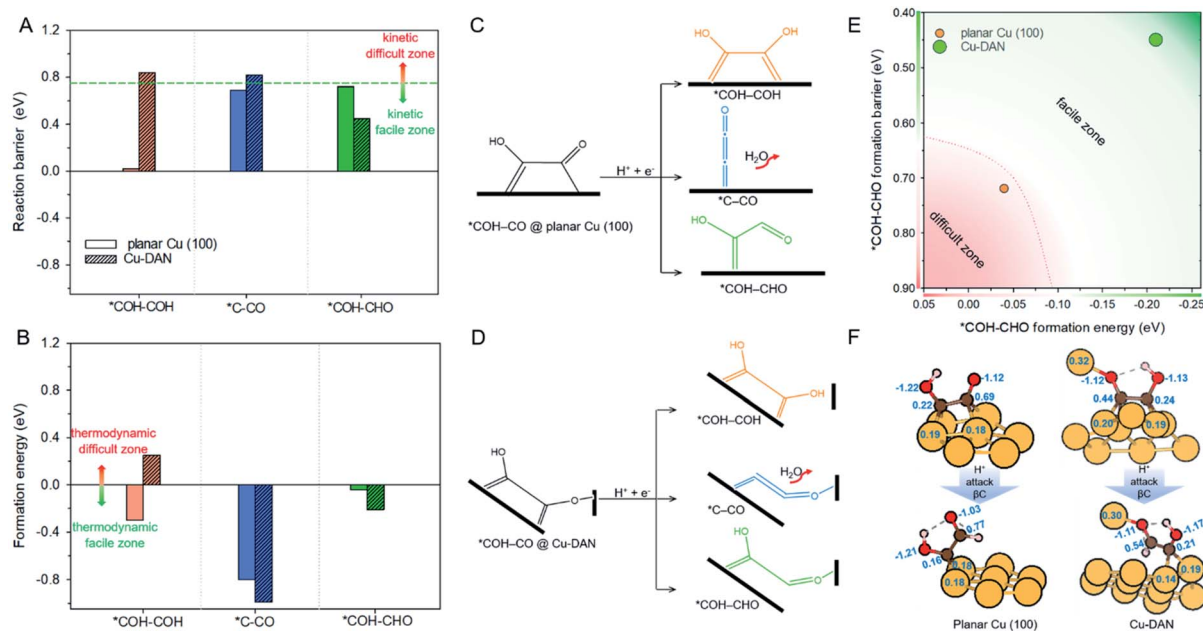 A
1.2
0.8
0.4
0.0
-0.4
-0.8
Reaction barrier (eV)
kinetic difficult zone
kinetic facile zone
planar Cu (100)
Cu-DAN
*COH-COH
*C-CO
*COH-CHO
B
1.2
0.8
0.4
0.0
-0.4
-0.8
Formation energy (eV)
thermodynamic
difficult zone
thermodynamic
facile zone
*COH-COH
*C-CO
*COH-CHO
C
HO
O
*COH–CO @ planar Cu (100)
H⁺ + e⁻
HO
OH
*COH–COH
O
H₂O
*C–CO
HO
O
*COH–CHO
D
HO
O
*COH–CO @ Cu-DAN
H⁺ + e⁻
HO
HO
*COH–COH
H₂O
O
*C–CO
HO
O
*COH–CHO
E
0.40
0.50
0.60
0.70
0.80
0.90
*COH-CHO formation barrier (eV)
planar Cu (100)
Cu-DAN
facile zone
difficult zone
0.05
0.00
-0.05
-0.10
-0.15
-0.20
-0.25
*COH-CHO formation energy (eV)
F
-1.22
-1.12
0.22
0.69
0.19
0.18
0.32
-1.12
-1.13
0.44
0.24
0.20
0.19
H⁺
attack
βC
H⁺
attack
βC
-1.03
0.77
-1.21
0.16
0.18
0.18
0.30
-1.11
-1.17
0.54
0.21
0.19
0.14
Planar Cu (100)
Cu-DAN